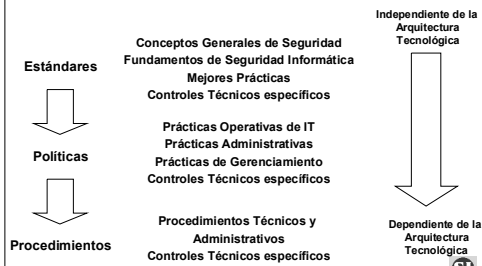 Independiente de la
Arquitectura
Tecnológica
Conceptos Generales de Seguridad
Fundamentos de Seguridad Informática
Mejores Prácticas
Controles Técnicos específicos
Estándares
Prácticas Operativas de IT
Prácticas Administrativas
Prácticas de Gerenciamiento
Controles Técnicos específicos
Políticas
Procedimientos Técnicos y
Administrativos
Controles Técnicos específicos
Procedimientos
Dependiente de la
Arquitectura
Tecnológica